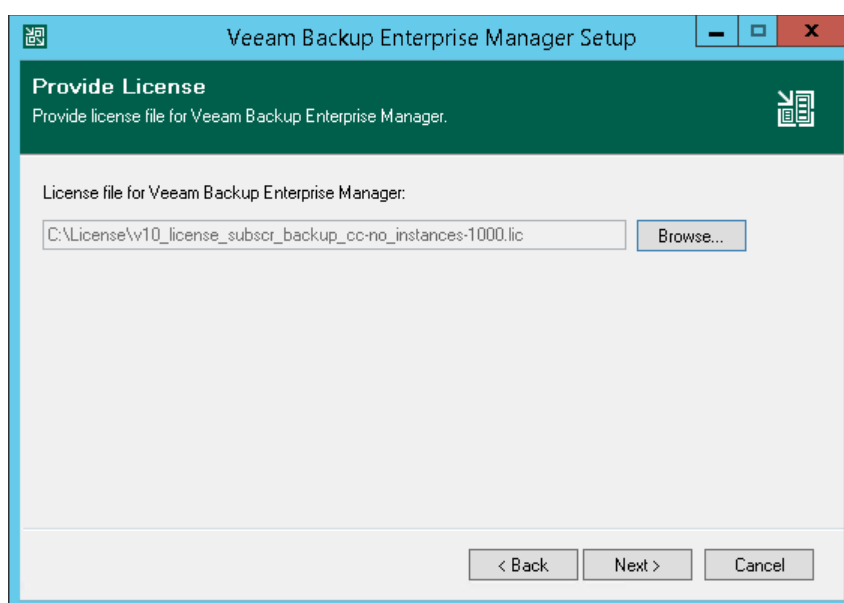 Veeam Backup Enterprise Manager Setup
Provide License
Provide license file for Veeam Backup Enterprise Manager.
License file for Veeam Backup Enterprise Manager:
C:\License\v10_license_subscr_backup_cc-no_instances-1000.lic
Browse...
< Back
Next >
Cancel